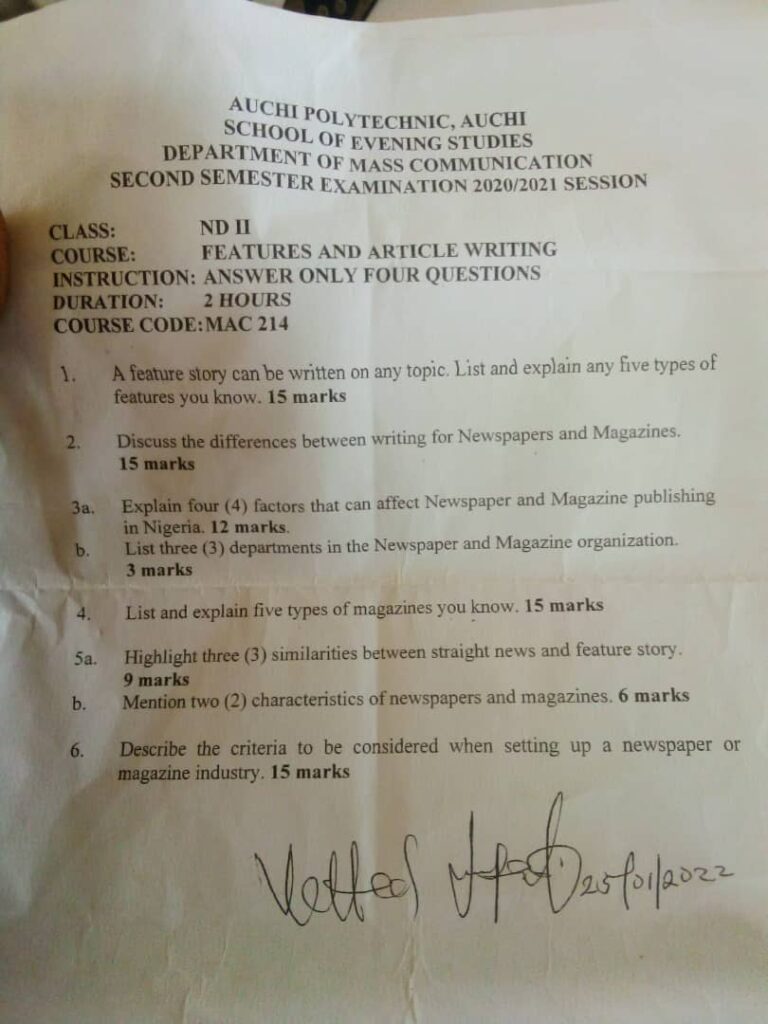 AUCHI POLYTECHNIC, AUCHI
SCHOOL OF EVENING STUDIES
DEPARTMENT OF MASS COMMUNICATION
SECOND SEMESTER EXAMINATION 2020/2021 SESSION
CLASS: ND II
COURSE: FEATURES AND ARTICLE WRITING
INSTRUCTION: ANSWER ONLY FOUR QUESTIONS
DURATION: 2 HOURS
COURSE CODE: MAC 214
1. A feature story can be written on any topic. List and explain any five types of
features you know. 15 marks
2. Discuss the differences between writing for Newspapers and Magazines.
15 marks
3a. Explain four (4) factors that can affect Newspaper and Magazine publishing
in Nigeria. 12 marks.
b. List three (3) departments in the Newspaper and Magazine organization.
3 marks
4. List and explain five types of magazines you know. 15 marks
5a. Highlight three (3) similarities between straight news and feature story.
9 marks
b. Mention two (2) characteristics of newspapers and magazines. 6 marks
6. Describe the criteria to be considered when setting up a newspaper or
magazine industry. 15 marks
Vetted 25/01/2022